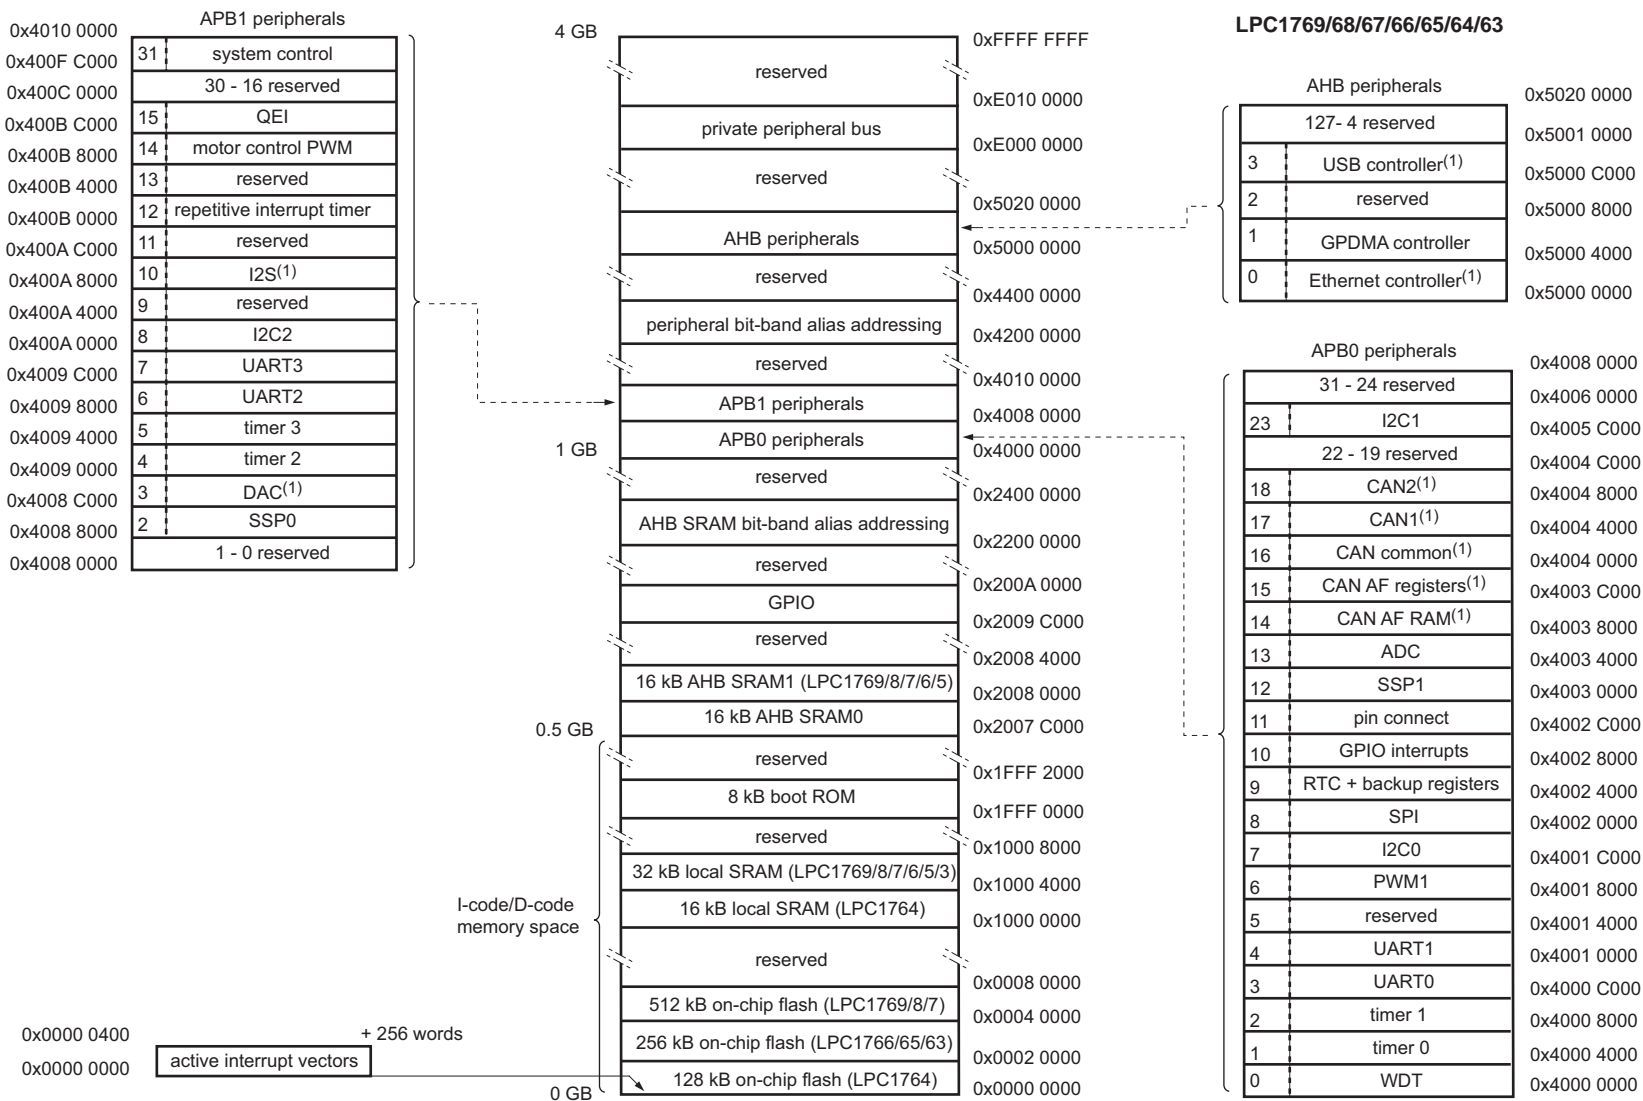 LPC1769/68/67/66/65/64/63
APB1 peripherals
0x4010 0000
31 system control
0x400F C000
30 - 16 reserved
0x400C 0000
15 QEI
0x400B C000
14 motor control PWM
0x400B 8000
13 reserved
0x400B 4000
12 repetitive interrupt timer
0x400B 0000
11 reserved
0x400A C000
10 I2S(1)
0x400A 8000
9 reserved
0x400A 4000
8 I2C2
0x400A 0000
7 UART3
0x4009 C000
6 UART2
0x4009 8000
5 timer 3
0x4009 4000
4 timer 2
0x4009 0000
3 DAC(1)
0x4008 C000
2 SSP0
0x4008 8000
1 - 0 reserved
0x4008 0000
0x0000 0400
+ 256 words
active interrupt vectors
0x0000 0000
4 GB
0xFFFF FFFF
reserved
0xE010 0000
private peripheral bus
0xE000 0000
reserved
0x5020 0000
AHB peripherals
0x5000 0000
reserved
0x4400 0000
peripheral bit-band alias addressing
0x4200 0000
reserved
0x4010 0000
APB1 peripherals
0x4008 0000
APB0 peripherals
1 GB
0x4000 0000
reserved
0x2400 0000
AHB SRAM bit-band alias addressing
0x2200 0000
reserved
0x200A 0000
GPIO
0x2009 C000
reserved
0x2008 4000
16 kB AHB SRAM1 (LPC1769/8/7/6/5)
0x2008 0000
16 kB AHB SRAM0
0x2007 C000
0.5 GB
reserved
0x1FFF 2000
8 kB boot ROM
0x1FFF 0000
reserved
0x1000 8000
32 kB local SRAM (LPC1769/8/7/6/5/3)
0x1000 4000
16 kB local SRAM (LPC1764)
0x1000 0000
I-code/D-code
memory space
reserved
0x0008 0000
512 kB on-chip flash (LPC1769/8/7)
0x0004 0000
256 kB on-chip flash (LPC1766/65/63)
0x0002 0000
128 kB on-chip flash (LPC1764)
0x0000 0000
0 GB
AHB peripherals
0x5020 0000
127- 4 reserved
0x5001 0000
3 USB controller(1)
0x5000 C000
2 reserved
0x5000 8000
1 GPDMA controller
0x5000 4000
0 Ethernet controller(1)
0x5000 0000
APB0 peripherals
0x4008 0000
31 - 24 reserved
0x4006 0000
23 I2C1
0x4005 C000
22 - 19 reserved
0x4004 C000
18 CAN2(1)
0x4004 8000
17 CAN1(1)
0x4004 4000
16 CAN common(1)
0x4004 0000
15 CAN AF registers(1)
0x4003 C000
14 CAN AF RAM(1)
0x4003 8000
13 ADC
0x4003 4000
12 SSP1
0x4003 0000
11 pin connect
0x4002 C000
10 GPIO interrupts
0x4002 8000
9 RTC + backup registers
0x4002 4000
8 SPI
0x4002 0000
7 I2C0
0x4001 C000
6 PWM1
0x4001 8000
5 reserved
0x4001 4000
4 UART1
0x4001 0000
3 UART0
0x4000 C000
2 timer 1
0x4000 8000
1 timer 0
0x4000 4000
0 WDT
0x4000 0000